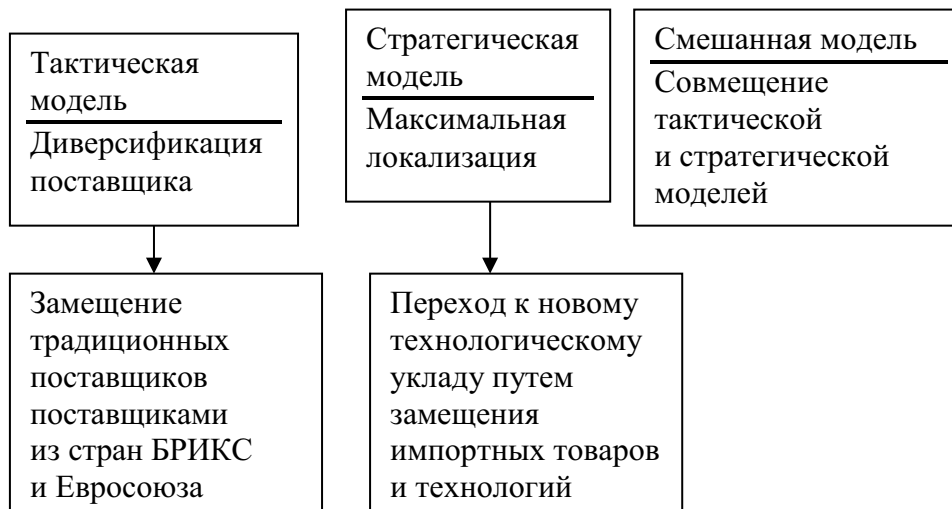 Тактическая
модель
Диверсификация
поставщика
Стратегическая
модель
Максимальная
локализация
Смешанная модель
Совмещение
тактической
и стратегической
моделей
Замещение
традиционных
поставщиков
поставщиками
из стран БРИКС
и Евросоюза
Переход к новому
технологическому
укладу путем
замещения
импортных товаров
и технологий